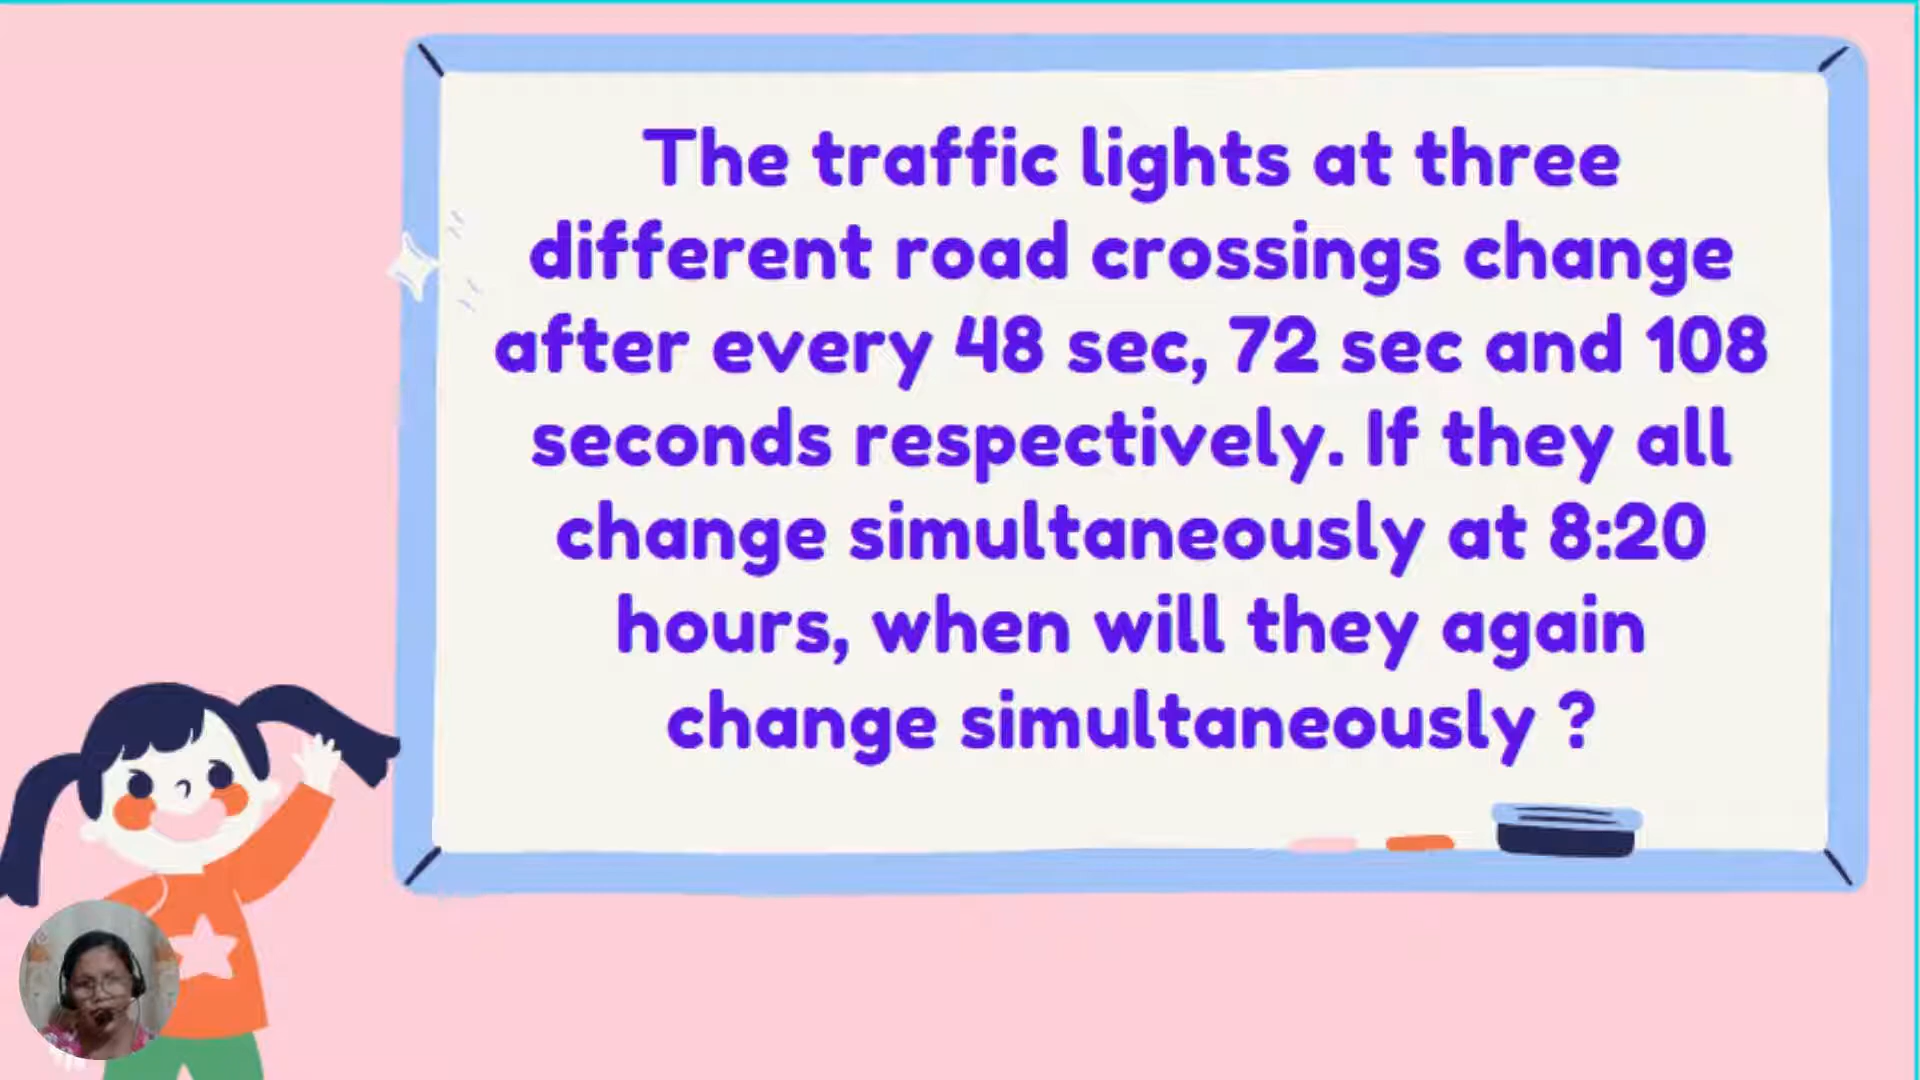 The traffic lights at three
different road crossings change
after every 48 sec, 72 sec and 108
seconds respectively. If they all
change simultaneously at 8:20
hours, when will they again
change simultaneously ?